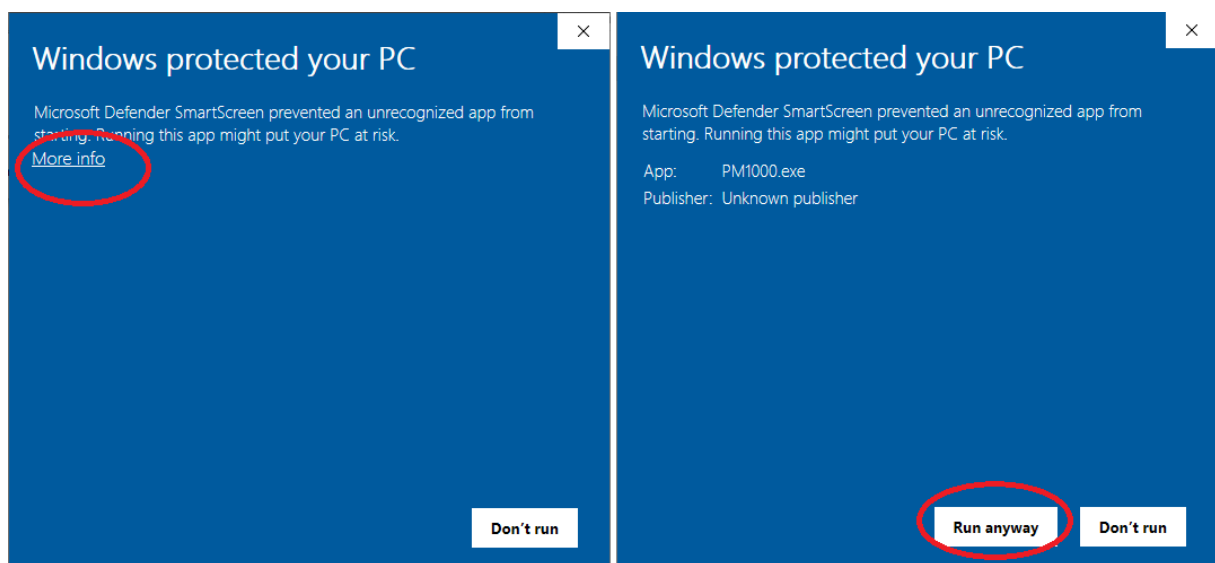 Windows protected your PC
Microsoft Defender SmartScreen prevented an unrecognized app from
starting. Running this app might put your PC at risk.
More info
Don't run
Windows protected your PC
Microsoft Defender SmartScreen prevented an unrecognized app from
starting. Running this app might put your PC at risk.
App: PM1000.exe
Publisher: Unknown publisher
Run anyway Don't run